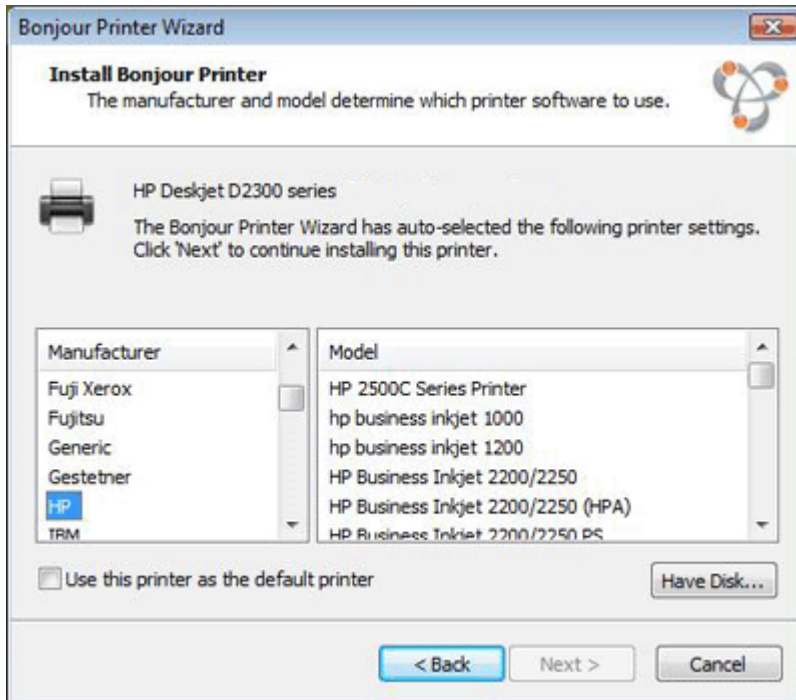 Bonjour Printer Wizard
Install Bonjour Printer
The manufacturer and model determine which printer software to use.
HP Deskjet D2300 series
The Bonjour Printer Wizard has auto-selected the following printer settings.
Click 'Next' to continue installing this printer.
Manufacturer
Fuji Xerox
Fujitsu
Generic
Gestetner
HP
IBM
Model
HP 2500C Series Printer
hp business inkjet 1000
hp business inkjet 1200
HP Business Inkjet 2200/2250
HP Business Inkjet 2200/2250 (HPA)
HP Business Inkjet 2200/2250 PS
Use this printer as the default printer
Have Disk...
< Back
Next >
Cancel